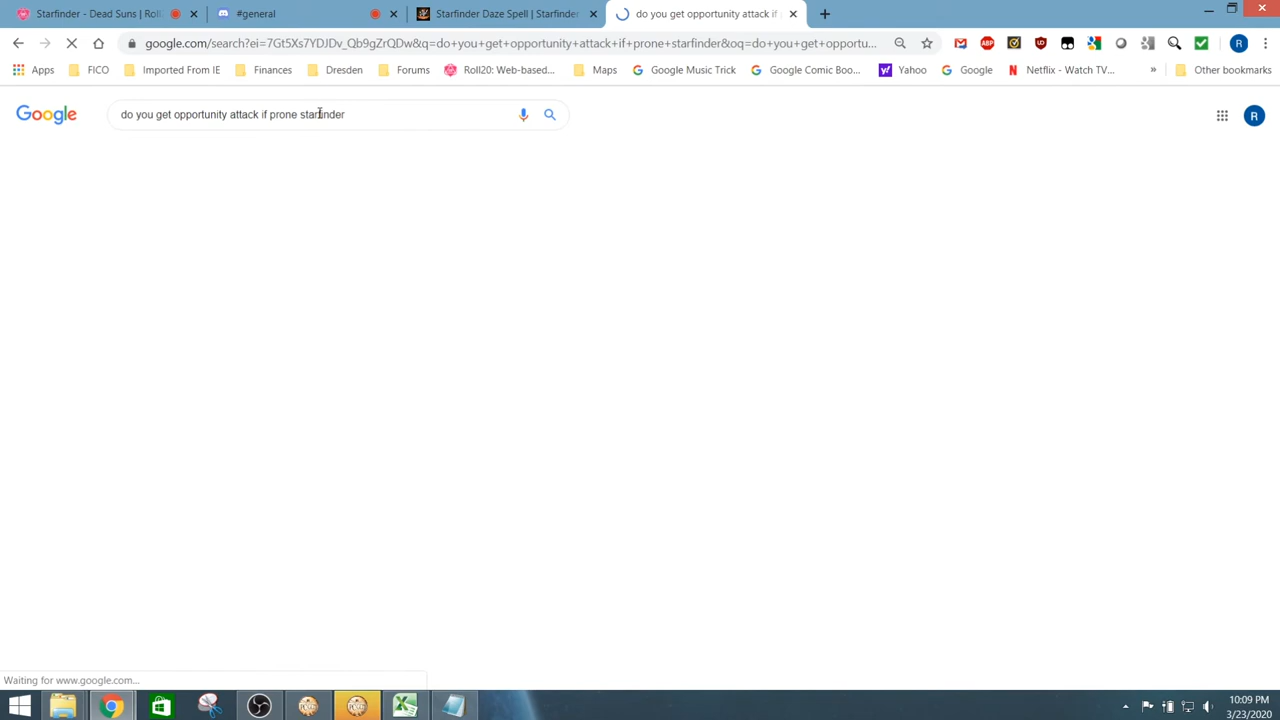 Starfinder - Dead Suns | Roll
#general
Starfinder Daze Spell | Starfinder
do you get opportunity attack if
google.com/search?ei=7Gt5Xs7YDJDctQb9gZrODw&q=do+you+get+opportunity+attack+if+prone+starfinder&oq=do+you+get+opportu...
Apps
FICO
Imported From IE
Finances
Dresden
Forums
Roll20: Web-based...
Maps
Google Music Trick
Google Comic Boo...
Yahoo
Google
Netflix - Watch TV...
»
Other bookmarks
Google
do you get opportunity attack if prone starfinder
R
Waiting for www.google.com...
10:09 PM
3/23/2020